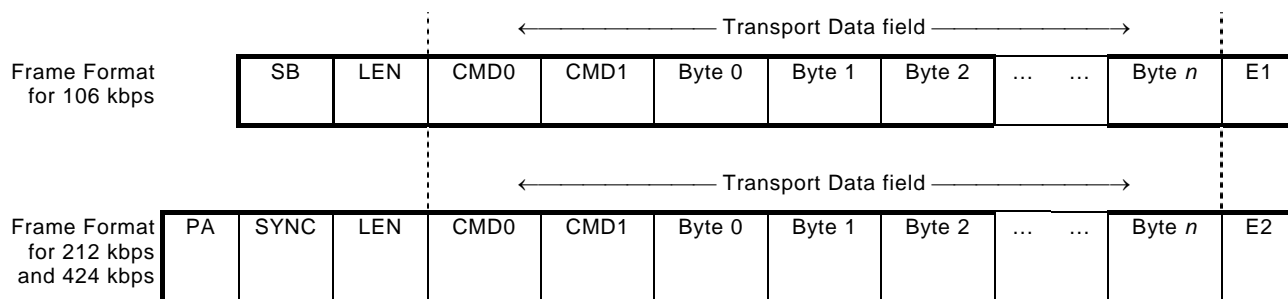 Transport Data field
Frame Format for 106 kbps
SB LEN CMD0 CMD1 Byte 0 Byte 1 Byte 2 … … Byte n E1
Transport Data field
Frame Format for 212 kbps and 424 kbps
PA SYNC LEN CMD0 CMD1 Byte 0 Byte 1 Byte 2 … … Byte n E2